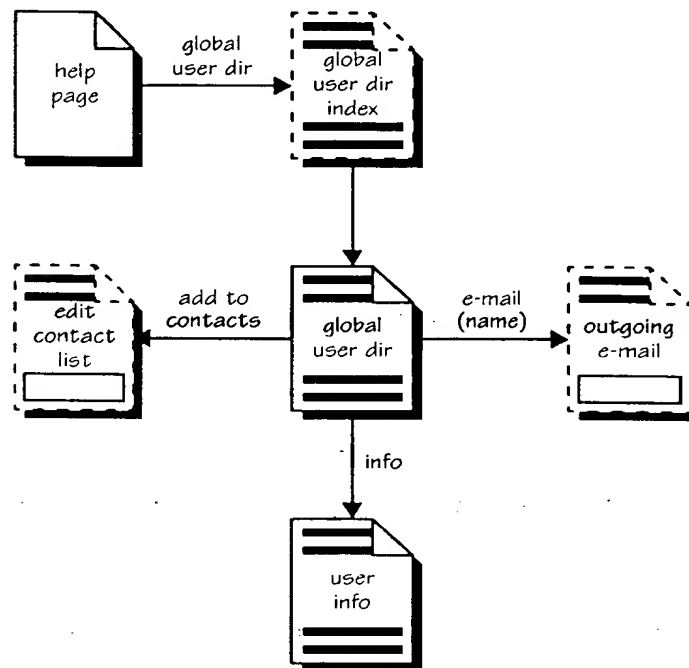 help
page
global
user dir
global
user dir
index
edit
contact
list
add to
contacts
global
user dir
e-mail
(name)
outgoing
e-mail
info
user
info